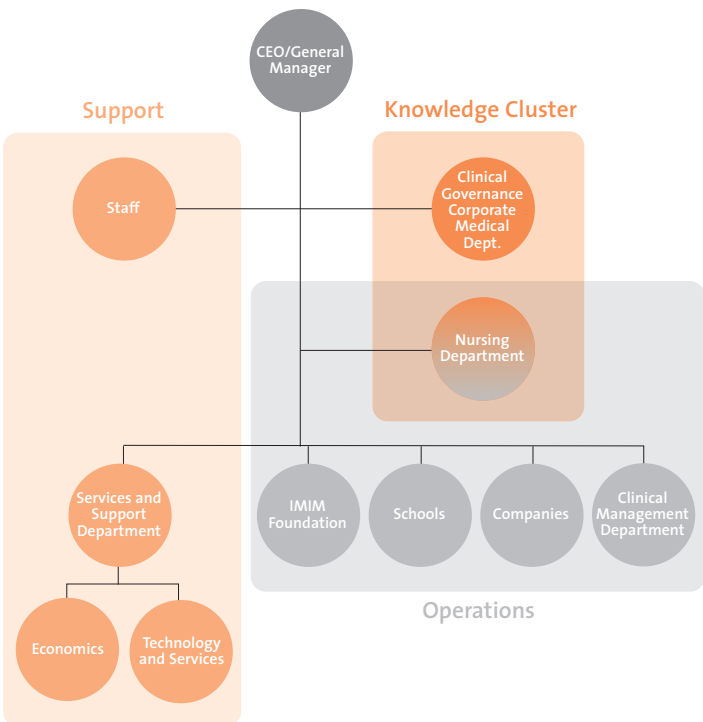 CEO/General
Manager
Support
Knowledge Cluster
Staff
Clinical
Governance
Corporate
Medical
Dept.
Nursing
Department
Services and
Support
Department
IMIM
Foundation
Schools
Companies
Clinical
Management
Department
Operations
Economics
Technology
and Services